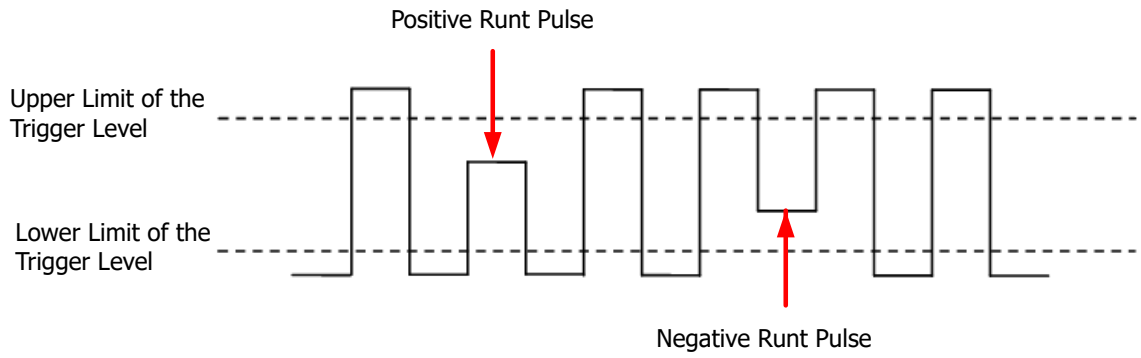 Positive Runt Pulse
Upper Limit of the
Trigger Level
Lower Limit of the
Trigger Level
Negative Runt Pulse